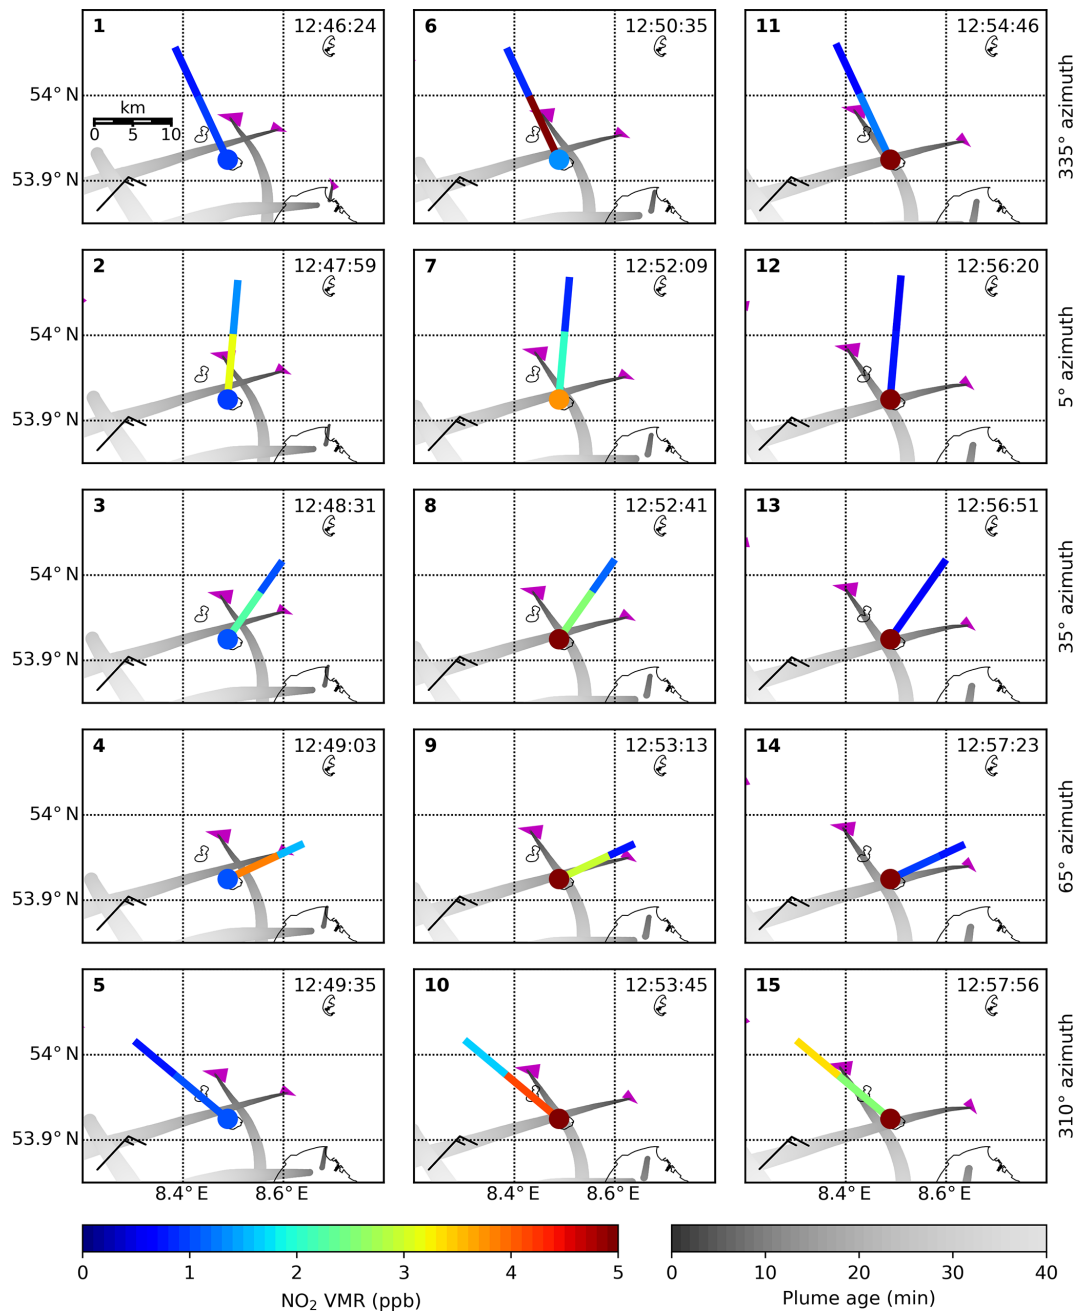 1 12:46:24
6 12:50:35
11 12:54:46
54° N
km
0 5 10
53.9° N
335° azimuth
2 12:47:59
7 12:52:09
12 12:56:20
54° N
53.9° N
5° azimuth
3 12:48:31
8 12:52:41
13 12:56:51
54° N
53.9° N
35° azimuth
4 12:49:03
9 12:53:13
14 12:57:23
54° N
53.9° N
65° azimuth
5 12:49:35
10 12:53:45
15 12:57:56
54° N
53.9° N
310° azimuth
8.4° E 8.6° E 8.4° E 8.6° E 8.4° E 8.6° E
0 1 2 3 4 5
NO₂ VMR (ppb)
0 10 20 30 40
Plume age (min)